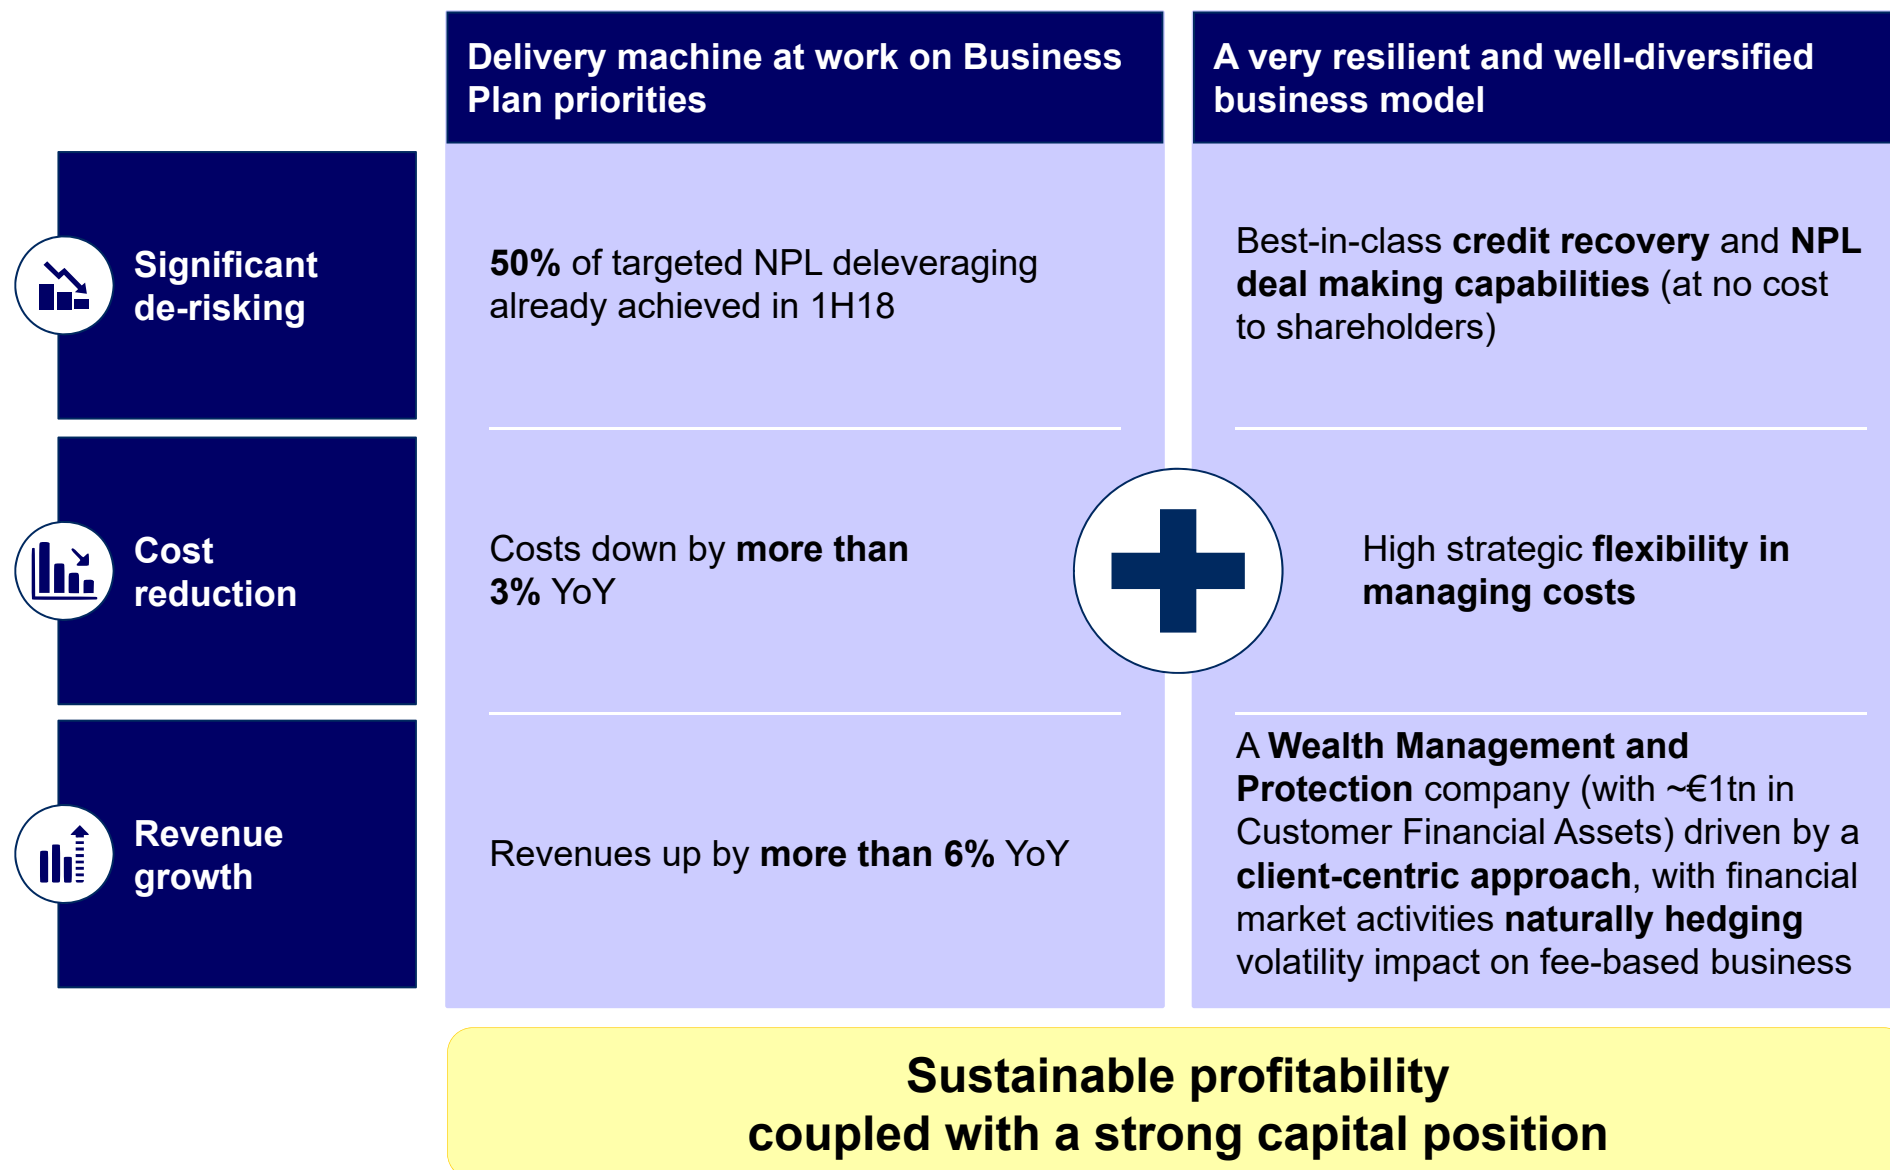 Delivery machine at work on Business
Plan priorities
A very resilient and well-diversified
business model
Significant
de-risking
50% of targeted NPL deleveraging
already achieved in 1H18
Best-in-class credit recovery and NPL
deal making capabilities (at no cost
to shareholders)
Cost
reduction
Costs down by more than
3% YoY
High strategic flexibility in
managing costs
Revenue
growth
Revenues up by more than 6% YoY
A Wealth Management and
Protection company (with ~€1tn in
Customer Financial Assets) driven by a
client-centric approach, with financial
market activities naturally hedging
volatility impact on fee-based business
Sustainable profitability
coupled with a strong capital position